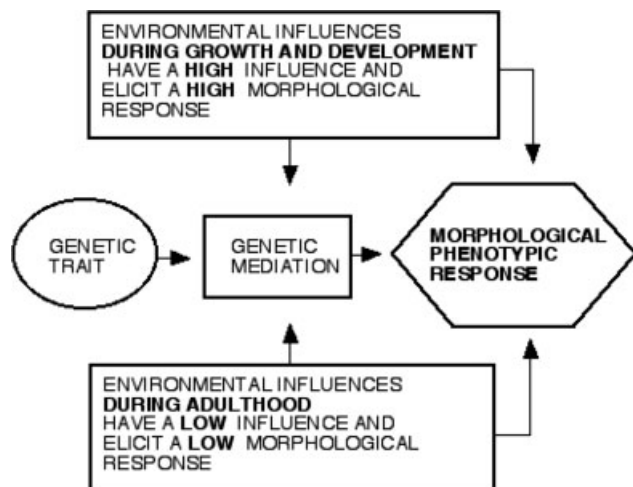 ENVIRONMENTAL INFLUENCES
DURING GROWTH AND DEVELOPMENT
HAVE A HIGH INFLUENCE AND
ELICIT A HIGH MORPHOLOGICAL
RESPONSE
GENETIC
TRAIT
GENETIC
MEDIATION
MORPHOLOGICAL
PHENOTYPIC
RESPONSE
ENVIRONMENTAL INFLUENCES
DURING ADULTHOOD
HAVE A LOW INFLUENCE AND
ELICIT A LOW MORPHOLOGICAL
RESPONSE